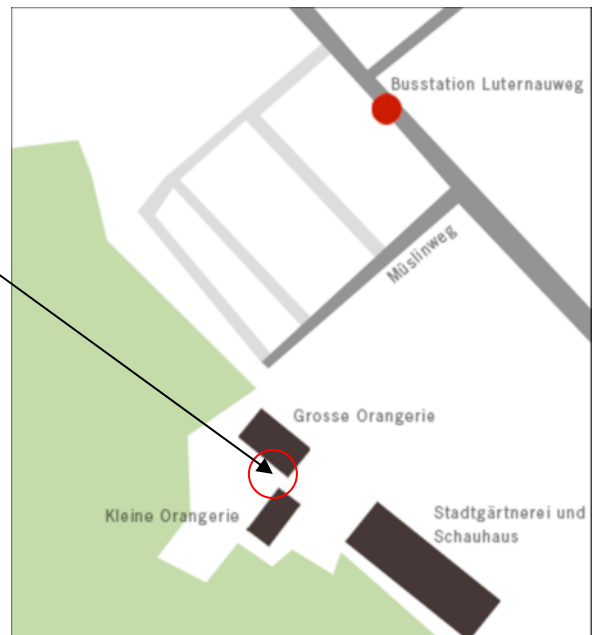 Busstation Luternauweg
Müslinweg
Grosse Orangerie
Kleine Orangerie
Stadtgärtnerei und
Schauhaus